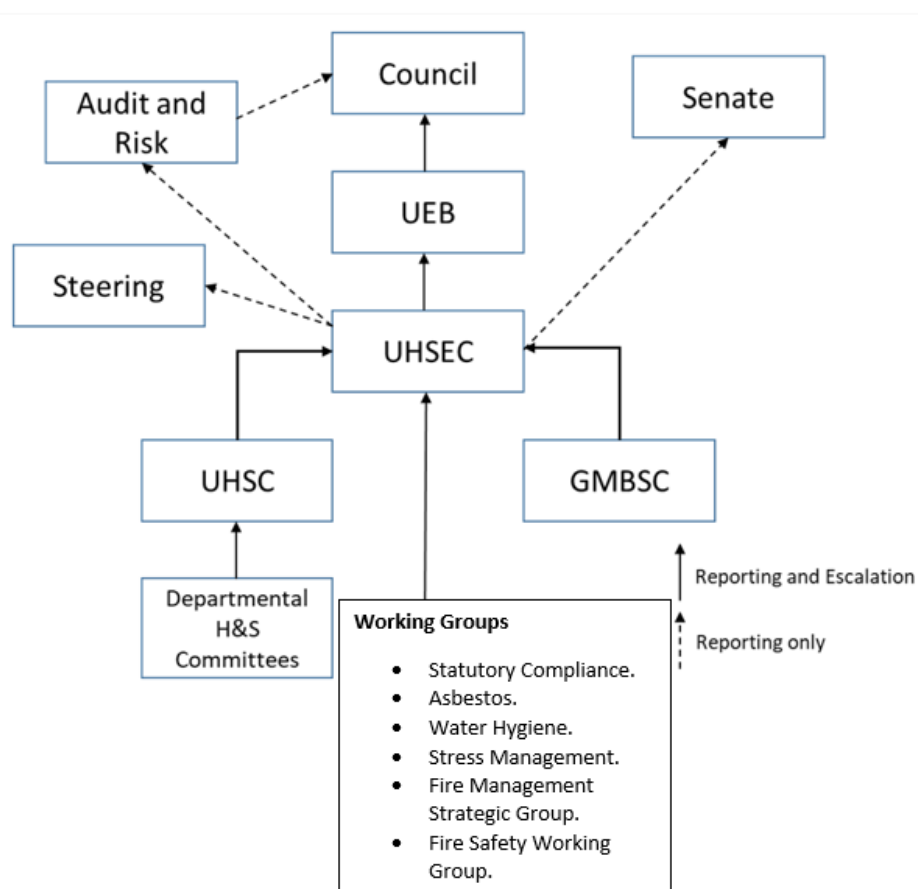 Council
Audit and
Risk
Senate
UEB
Steering
UHSEC
UHSC
GMBSC
Reporting and Escalation
Departmental
H&S
Committees
Working Groups
Reporting only
• Statutory Compliance.
• Asbestos.
• Water Hygiene.
• Stress Management.
• Fire Management
Strategic Group.
• Fire Safety Working
Group.